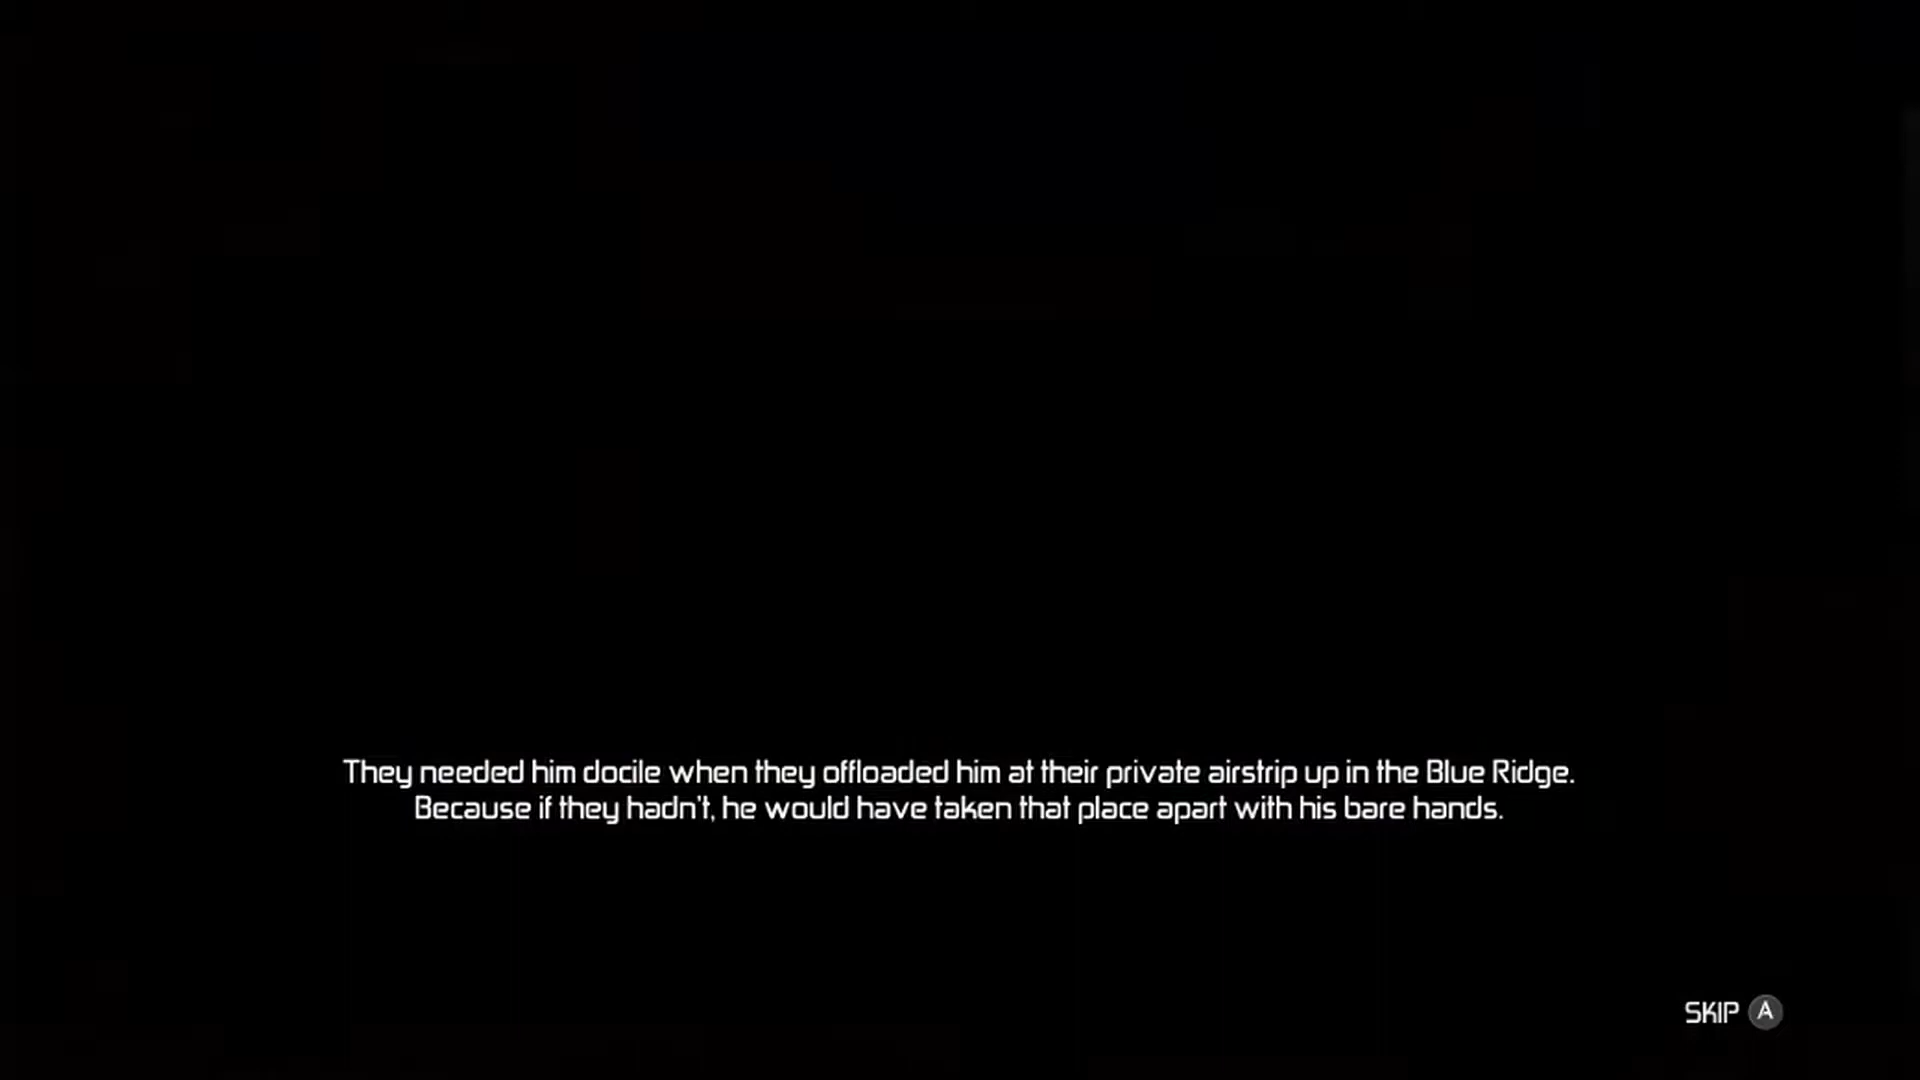 They needed him docile when they offloaded him at their private airstrip up in the Blue Ridge.
Because if they hadn't, he would have taken that place apart with his bare hands.
SKIP A